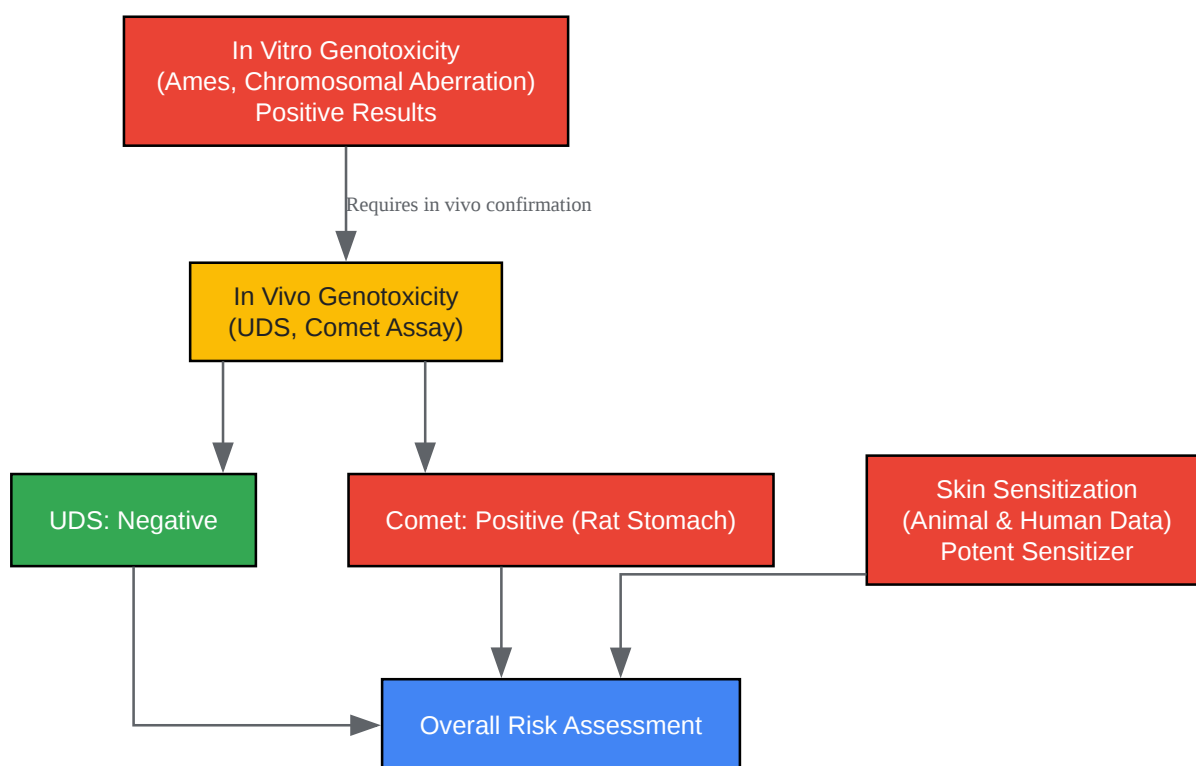 In Vitro Genotoxicity
(Ames, Chromosomal Aberration)
Positive Results
Requires in vivo confirmation
In Vivo Genotoxicity
(UDS, Comet Assay)
UDS: Negative
Comet: Positive (Rat Stomach)
Skin Sensitization
(Animal & Human Data)
Potent Sensitizer
Overall Risk Assessment